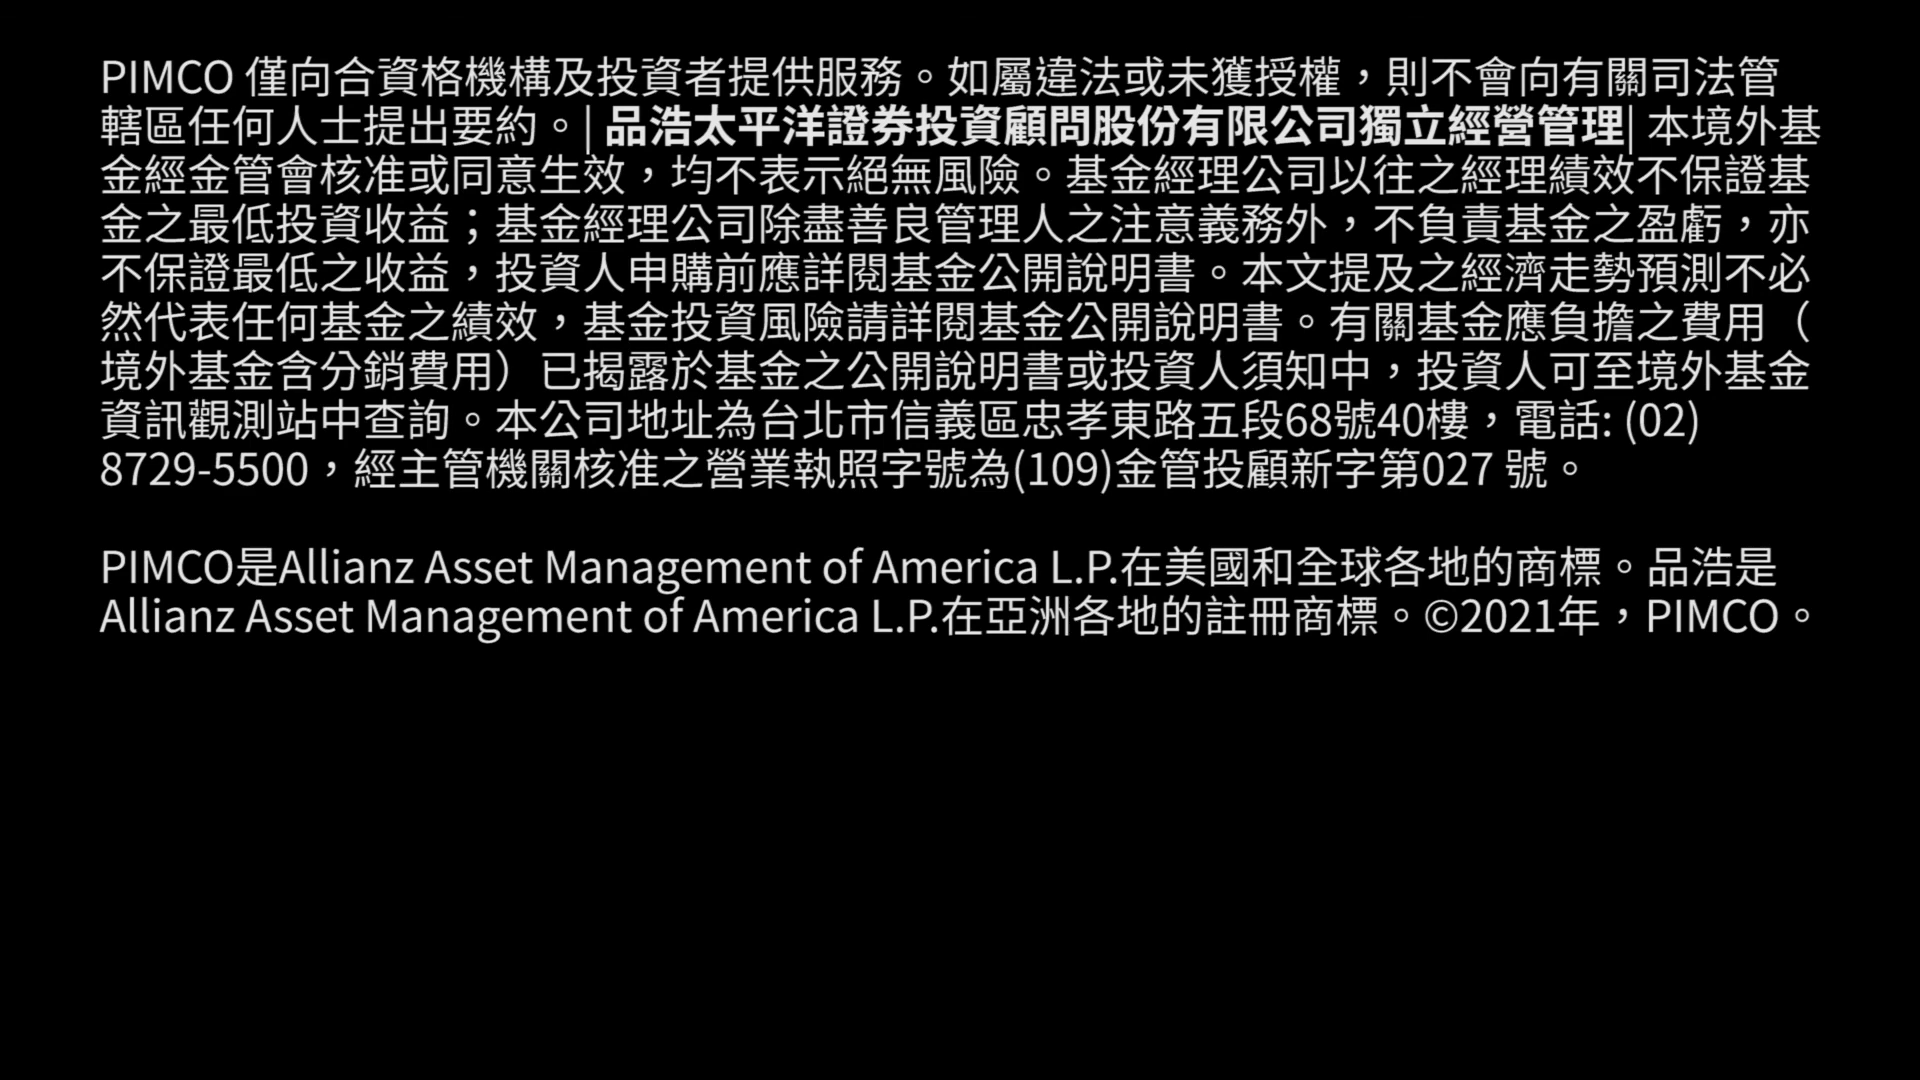 PIMCO 僅向合資格機構及投資者提供服務。如屬違法或未獲授權，則不會向有關司法管
轄區任何人士提出要約。| 品浩太平洋證券投資顧問股份有限公司獨立經營管理| 本境外基
金經金管會核准或同意生效，均不表示絕無風險。基金經理公司以往之經理績效不保證基
金之最低投資收益；基金經理公司除盡善良管理人之注意義務外，不負責基金之盈虧，亦
不保證最低之收益，投資人申購前應詳閱基金公開說明書。本文提及之經濟走勢預測不必
然代表任何基金之績效，基金投資風險請詳閱基金公開說明書。有關基金應負擔之費用（
境外基金含分銷費用）已揭露於基金之公開說明書或投資人須知中，投資人可至境外基金
資訊觀測站中查詢。本公司地址為台北市信義區忠孝東路五段68號40樓，電話: (02)
8729-5500，經主管機關核准之營業執照字號為(109)金管投顧新字第027 號。
PIMCO是Allianz Asset Management of America L.P.在美國和全球各地的商標。品浩是
Allianz Asset Management of America L.P.在亞洲各地的註冊商標。©2021年，PIMCO。